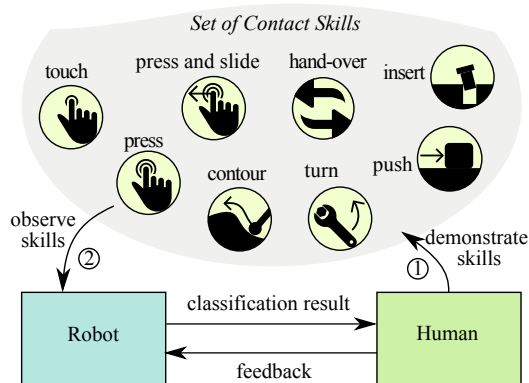 Set of Contact Skills
touch
press and slide
hand-over
insert
press
contour
turn
push
observe
skills
②
①
demonstrate
skills
Robot
classification result
Human
feedback